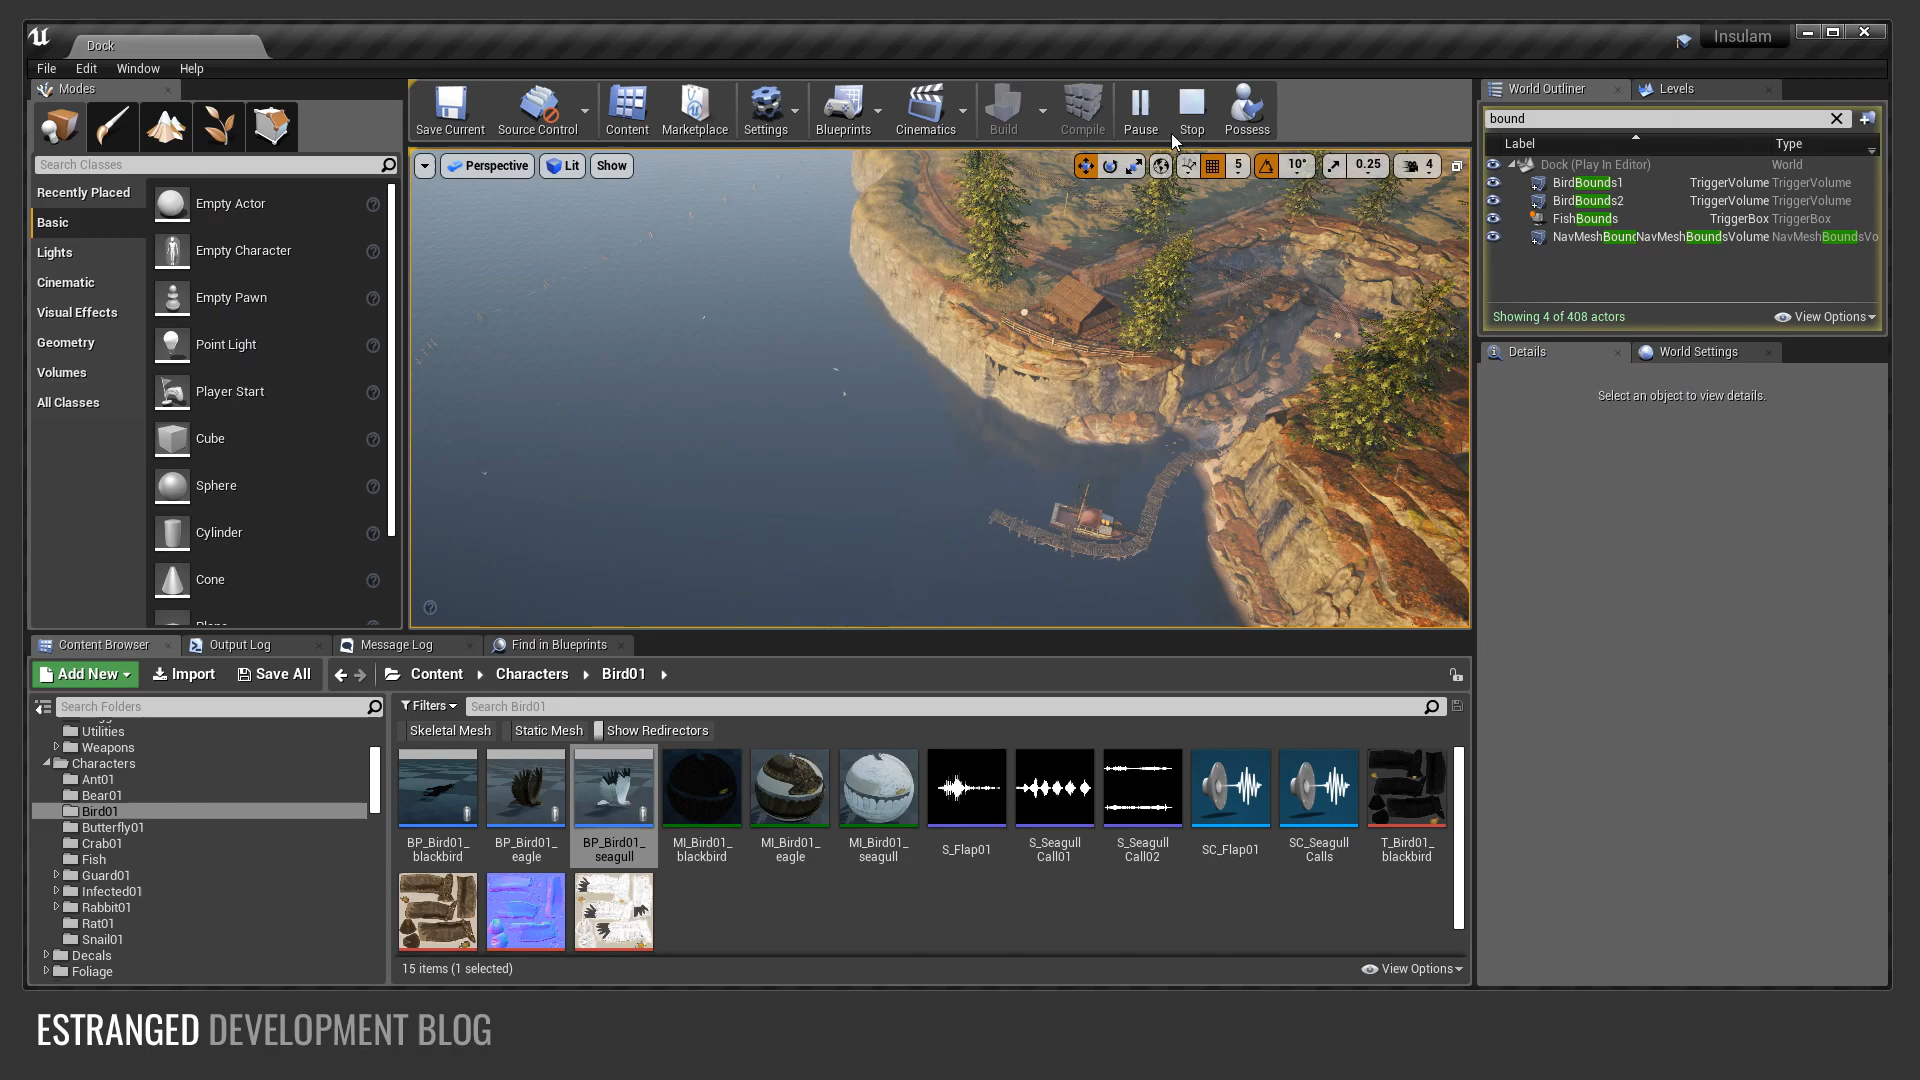 Dock
Insulam
File Edit Window Help
Modes
Search Classes
Recently Placed
Basic
Lights
Cinematic
Visual Effects
Geometry
Volumes
All Classes
Empty Actor
Empty Character
Empty Pawn
Point Light
Player Start
Cube
Sphere
Cylinder
Cone
Save Current
Source Control
Content
Marketplace
Settings
Blueprints
Cinematics
Build
Compile
Pause
Stop
Possess
Perspective
Lit
Show
5
10°
0.25
4
World Outliner
Levels
bound
Label
Type
Dock (Play In Editor) World
BirdBounds1 TriggerVolume TriggerVolume
BirdBounds2 TriggerVolume TriggerVolume
FishBounds TriggerBox TriggerBox
NavMeshBound NavMeshBoundsVolume NavMeshBoundsVo
Showing 4 of 408 actors
View Options
Details
World Settings
Select an object to view details.
Content Browser
Output Log
Message Log
Find in Blueprints
Add New
Import
Save All
Content
Characters
Bird01
Search Folders
Utilities
Weapons
Characters
Ant01
Bear01
Bird01
Butterfly01
Crab01
Fish
Guard01
Infected01
Rabbit01
Rat01
Snail01
Decals
Foliage
Filters
Search Bird01
Skeletal Mesh
Static Mesh
Show Redirectors
BP_Bird01_
blackbird
BP_Bird01_
eagle
BP_Bird01_
seagull
MI_Bird01_
blackbird
MI_Bird01_
eagle
MI_Bird01_
seagull
S_Flap01
S_Seagull
Call01
S_Seagull
Call02
SC_Flap01
SC_Seagull
Calls
T_Bird01_
blackbird
15 items (1 selected)
View Options
ESTRANGED DEVELOPMENT BLOG